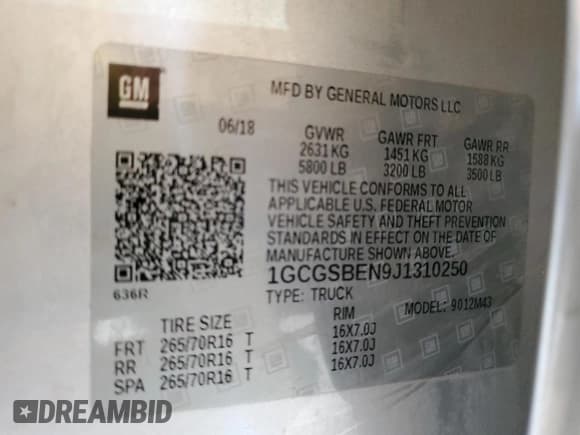 GM
MFD BY GENERAL MOTORS LLC
06/18 GVWR GAWR FRT GAWR RR
2631 KG 1451 KG 1588 KG
5800 LB 3200 LB 3500 LB
THIS VEHICLE CONFORMS TO ALL
APPLICABLE U.S. FEDERAL MOTOR
VEHICLE SAFETY AND THEFT PREVENTION
STANDARDS IN EFFECT ON THE DATE OF
MANUFACTURE SHOWN ABOVE.
1GCGSBEN9J1310250
636R TYPE: TRUCK MODEL: 9012M43
TIRE SIZE RIM
FRT 265/70R16 T 16X7.0J
RR 265/70R16 T 16X7.0J
SPA 265/70R16 T 16X7.0J
DREAMBID